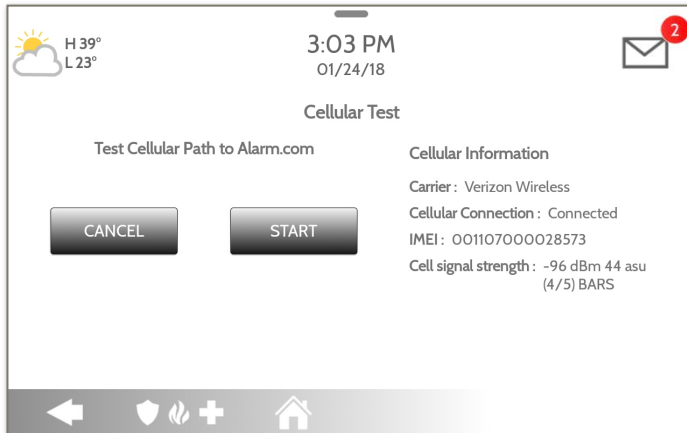 H 39°
L 23°
3:03 PM
01/24/18
2
Cellular Test
Test Cellular Path to Alarm.com
CANCEL
START
Cellular Information
Carrier : Verizon Wireless
Cellular Connection : Connected
IMEI : 001107000028573
Cell signal strength : -96 dBm 44 asu
(4/5) BARS